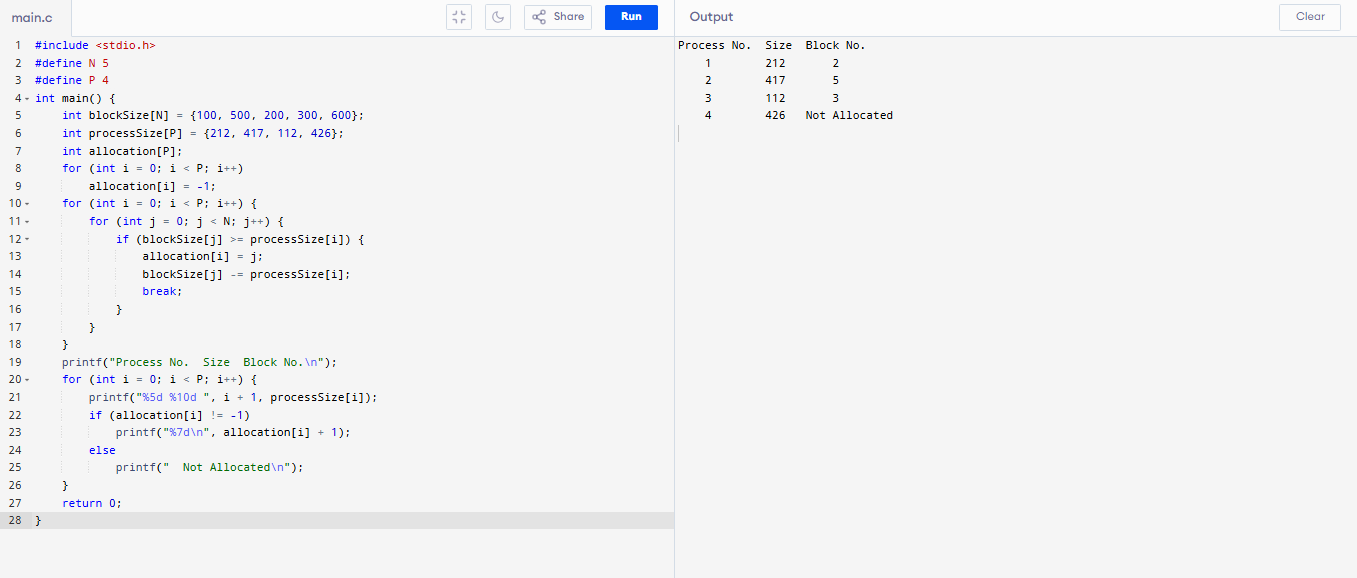 main.c
Share
Run
Output
Clear
1 #include <stdio.h>
2 #define N 5
3 #define P 4
4 int main() {
5     int blockSize[N] = {100, 500, 200, 300, 600};
6     int processSize[P] = {212, 417, 112, 426};
7     int allocation[P];
8     for (int i = 0; i < P; i++)
9         allocation[i] = -1;
10     for (int i = 0; i < P; i++) {
11         for (int j = 0; j < N; j++) {
12             if (blockSize[j] >= processSize[i]) {
13                 allocation[i] = j;
14                 blockSize[j] -= processSize[i];
15                 break;
16             }
17         }
18     }
19     printf("Process No.  Size  Block No.\n");
20     for (int i = 0; i < P; i++) {
21         printf("%5d %10d ", i + 1, processSize[i]);
22         if (allocation[i] != -1)
23             printf("%7d\n", allocation[i] + 1);
24         else
25             printf("  Not Allocated\n");
26     }
27     return 0;
28 }
Process No.  Size  Block No.
1        212       2
2        417       5
3        112       3
4        426   Not Allocated